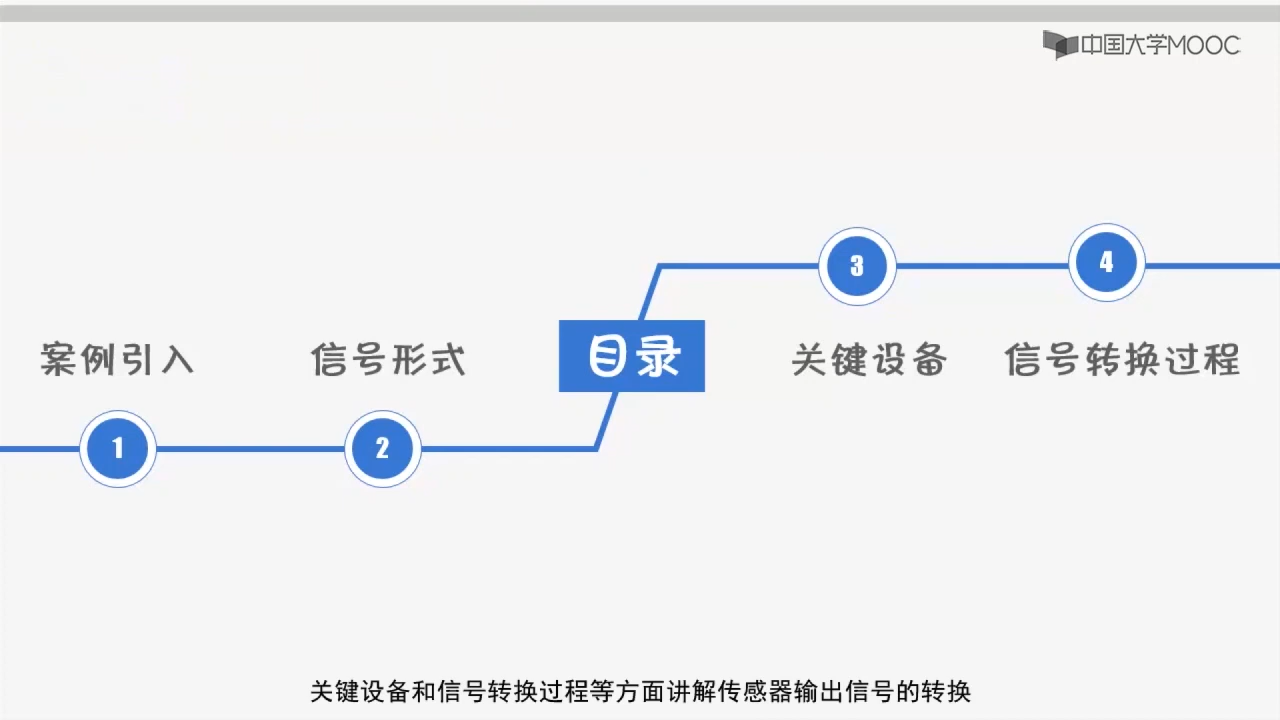 中国大学MOOC
案例引入
1
信号形式
2
目录
3
关键设备
4
信号转换过程
关键设备和信号转换过程等方面讲解传感器输出信号的转换